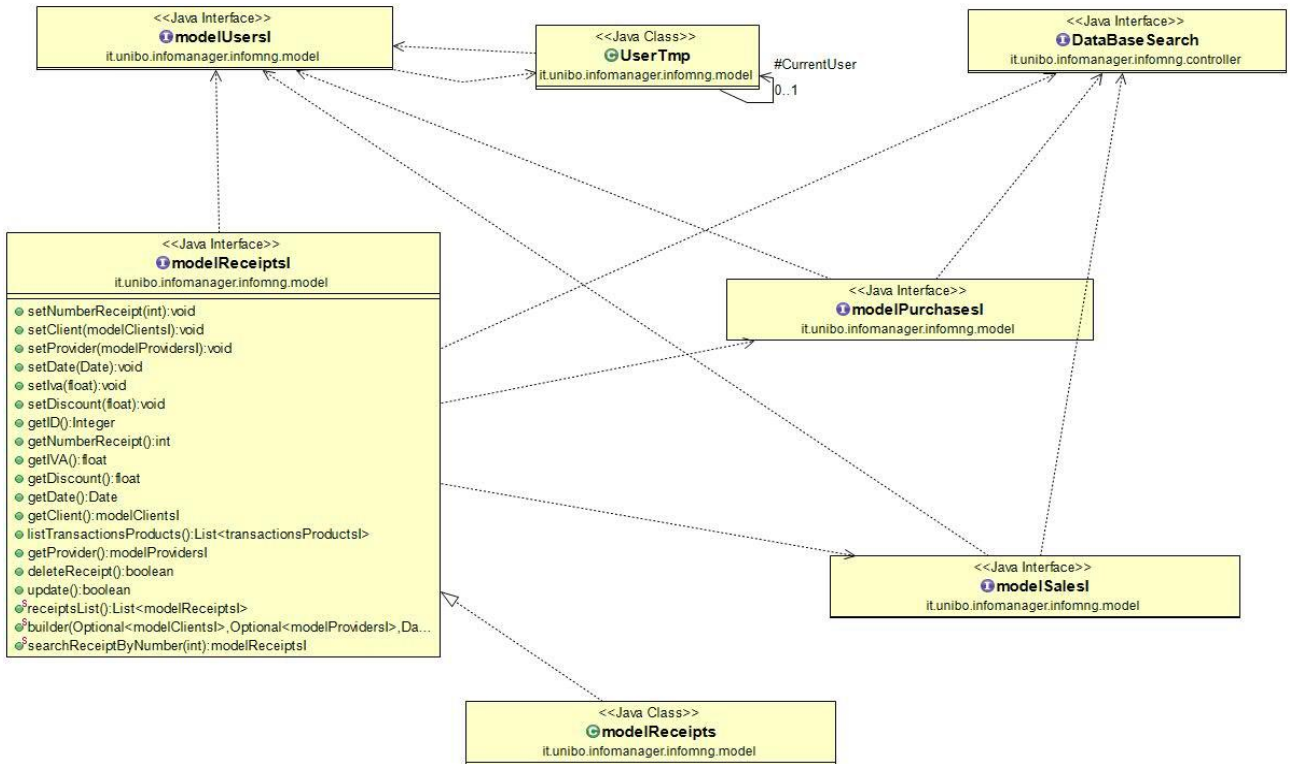 <<Java Interface>>
modelUsersI
it.unibo.infomanager.infomng.model
<<Java Class>>
UserTmp
it.unibo.infomanager.infomng.model
#CurrentUser
0..1
<<Java Interface>>
DataBaseSearch
it.unibo.infomanager.infomng.controller
<<Java Interface>>
modelReceiptsI
it.unibo.infomanager.infomng.model
setNumberReceipt(int):void
setClient(modelClientsI):void
setProvider(modelProvidersI):void
setDate(Date):void
setIva(float):void
setDiscount(float):void
getID():Integer
getNumberReceipt():int
getIVA():float
getDiscount():float
getDate():Date
getClient():modelClientsI
listTransactionsProducts():List<transactionsProductsI>
getProvider():modelProvidersI
deleteReceipt():boolean
update():boolean
receiptsList():List<modelReceiptsI>
builder(Optional<modelClientsI>,Optional<modelProvidersI>,Da...
searchReceiptByNumber(int):modelReceiptsI
<<Java Interface>>
modelPurchasesI
it.unibo.infomanager.infomng.model
<<Java Interface>>
modelSalesI
it.unibo.infomanager.infomng.model
<<Java Class>>
modelReceipts
it.unibo.infomanager.infomng.model